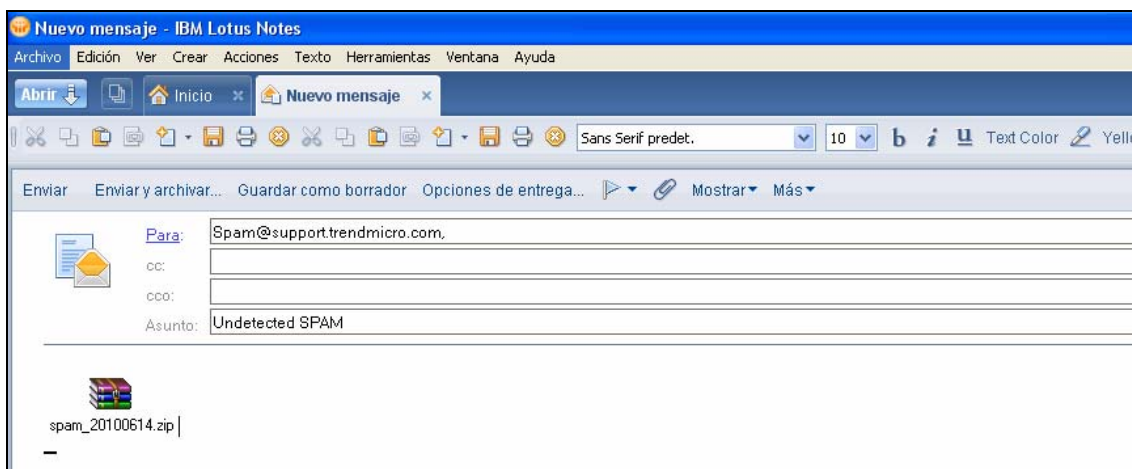 Nuevo mensaje - IBM Lotus Notes
Archivo Edición Ver Crear Acciones Texto Herramientas Ventana Ayuda
Abrir Inicio Nuevo mensaje
Sans Serif predet. 10 b i u Text Color Yell
Enviar Enviar y archivar... Guardar como borrador Opciones de entrega... Mostrar Más
Para: Spam@support.trendmicro.com,
cc:
cco:
Asunto: Undetected SPAM
spam_20100614.zip